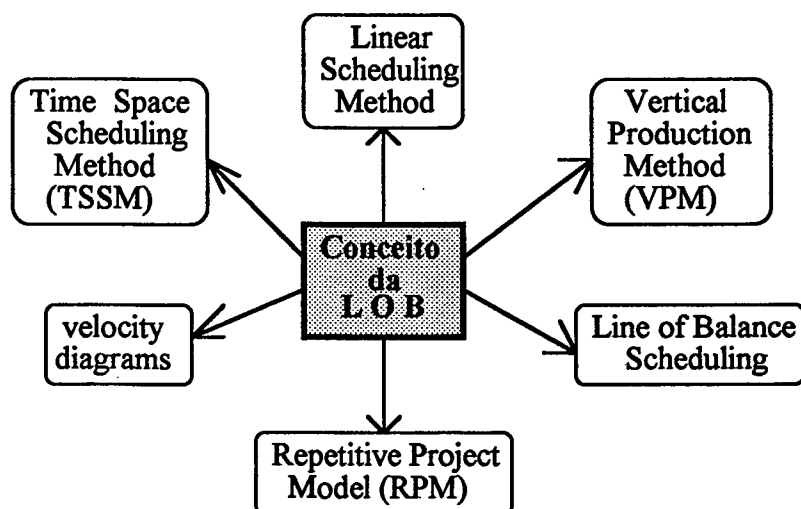 Linear
Scheduling
Method
Time Space
Scheduling
Method
(TSSM)
Vertical
Production
Method
(VPM)
Conceito
da
L O B
velocity
diagrams
Line of Balance
Scheduling
Repetitive Project
Model (RPM)